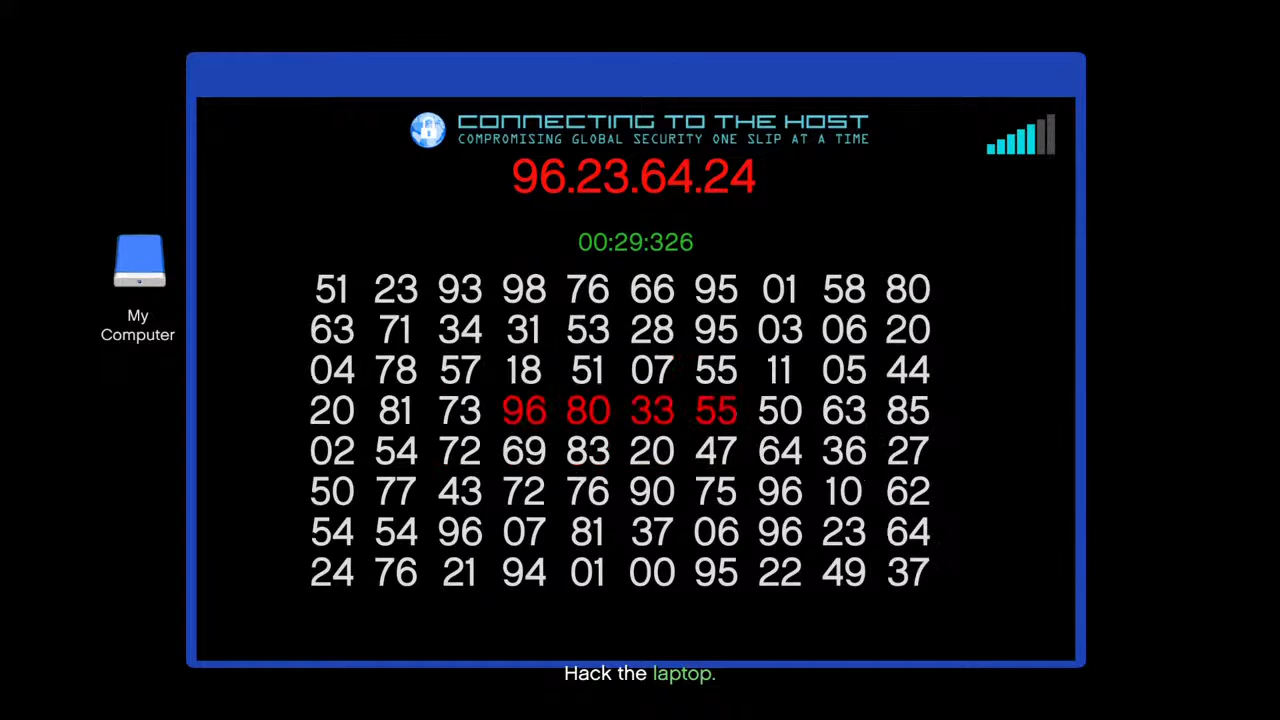 CONNECTING TO THE HOST
COMPROMISING GLOBAL SECURITY ONE SLIP AT A TIME
96.23.64.24
00:29:326
My
Computer
51 23 93 98 76 66 95 01 58 80
63 71 34 31 53 28 95 03 06 20
04 78 57 18 51 07 55 11 05 44
20 81 73 96 80 33 55 50 63 85
02 54 72 69 83 20 47 64 36 27
50 77 43 72 76 90 75 96 10 62
54 54 96 07 81 37 06 96 23 64
24 76 21 94 01 00 95 22 49 37
Hack the laptop.